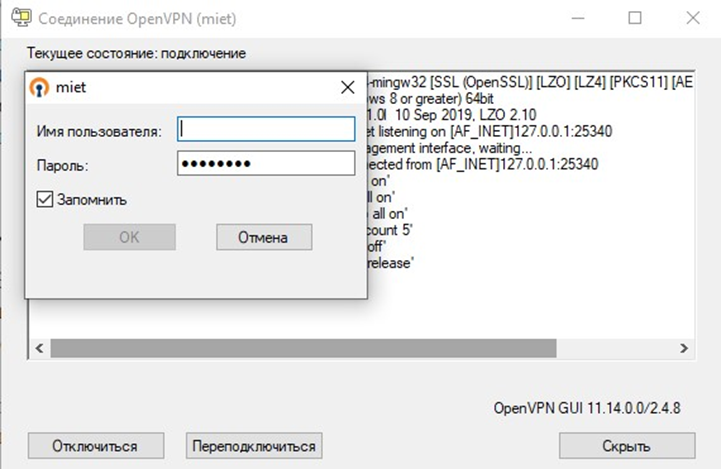 Соединение OpenVPN (miet)
Текущее состояние: подключение
miet
Имя пользователя:
Пароль:
Запомнить
OK
Отмена
-mingw32 [SSL (OpenSSL)] [LZO] [LZ4] [PKCS11] [AE
ws 8 or greater) 64bit
1.0l 10 Sep 2019, LZO 2.10
et listening on [AF_INET]127.0.0.1:25340
agement interface, waiting...
nected from [AF_INET]127.0.0.1:25340
on'
ll on'
all on'
count 5'
off'
release'
OpenVPN GUI 11.14.0.0/2.4.8
Отключиться
Переподключиться
Скрыть